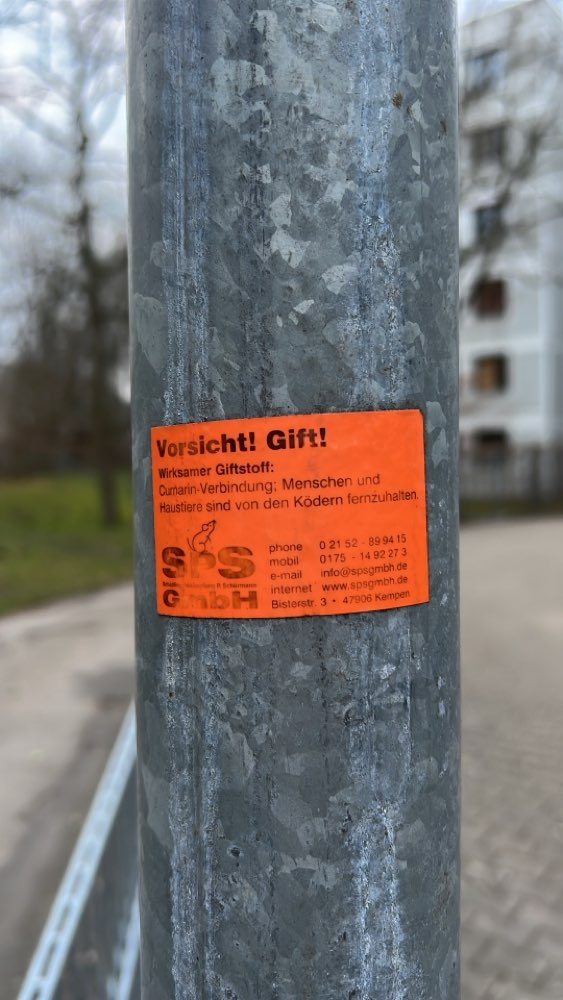 Vorsicht! Gift!
Wirksamer Giftstoff:
Cumarin-Verbindung; Menschen und
Haustiere sind von den Ködern fernzuhalten.
SPS
GmbH
phone 0 21 52 - 89 94 15
mobil 0175 - 14 92 27 3
e-mail info@spsgmbh.de
internet www.spsgmbh.de
Bisterstr. 3 • 47906 Kempen